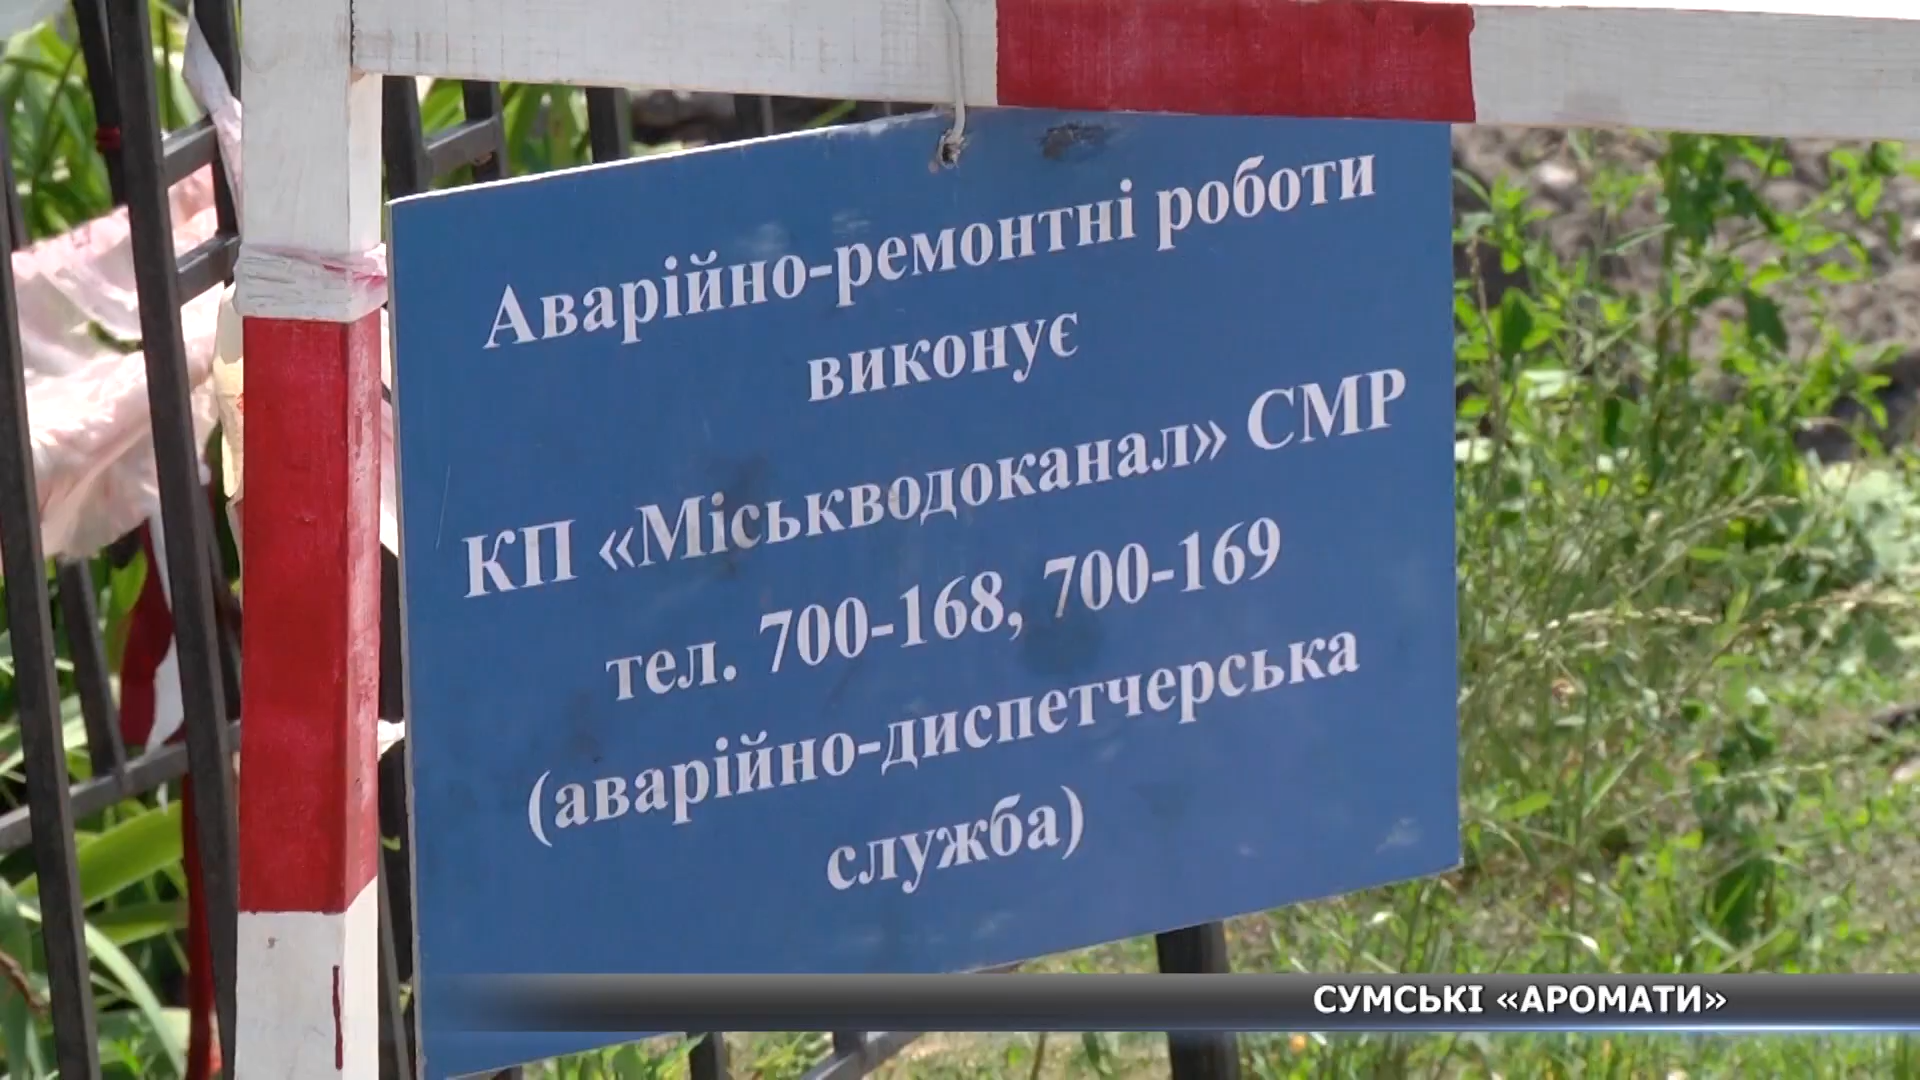 Аварійно-ремонтні роботи
виконує
КП «Міськводоканал» СМР
тел. 700-168, 700-169
(аварійно-диспетчерська
служба)
СУМСЬКІ «АРОМАТИ»